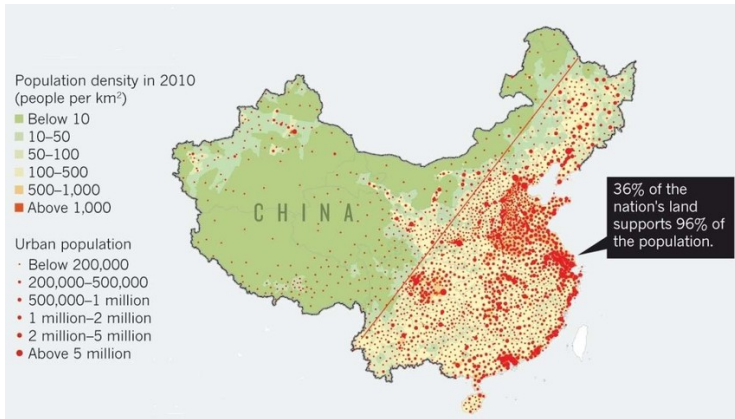 Population density in 2010
(people per km²)
Below 10
10–50
50–100
100–500
500–1,000
Above 1,000
Urban population
Below 200,000
200,000–500,000
500,000–1 million
1 million–2 million
2 million–5 million
Above 5 million
CHINA
36% of the
nation's land
supports 96% of
the population.